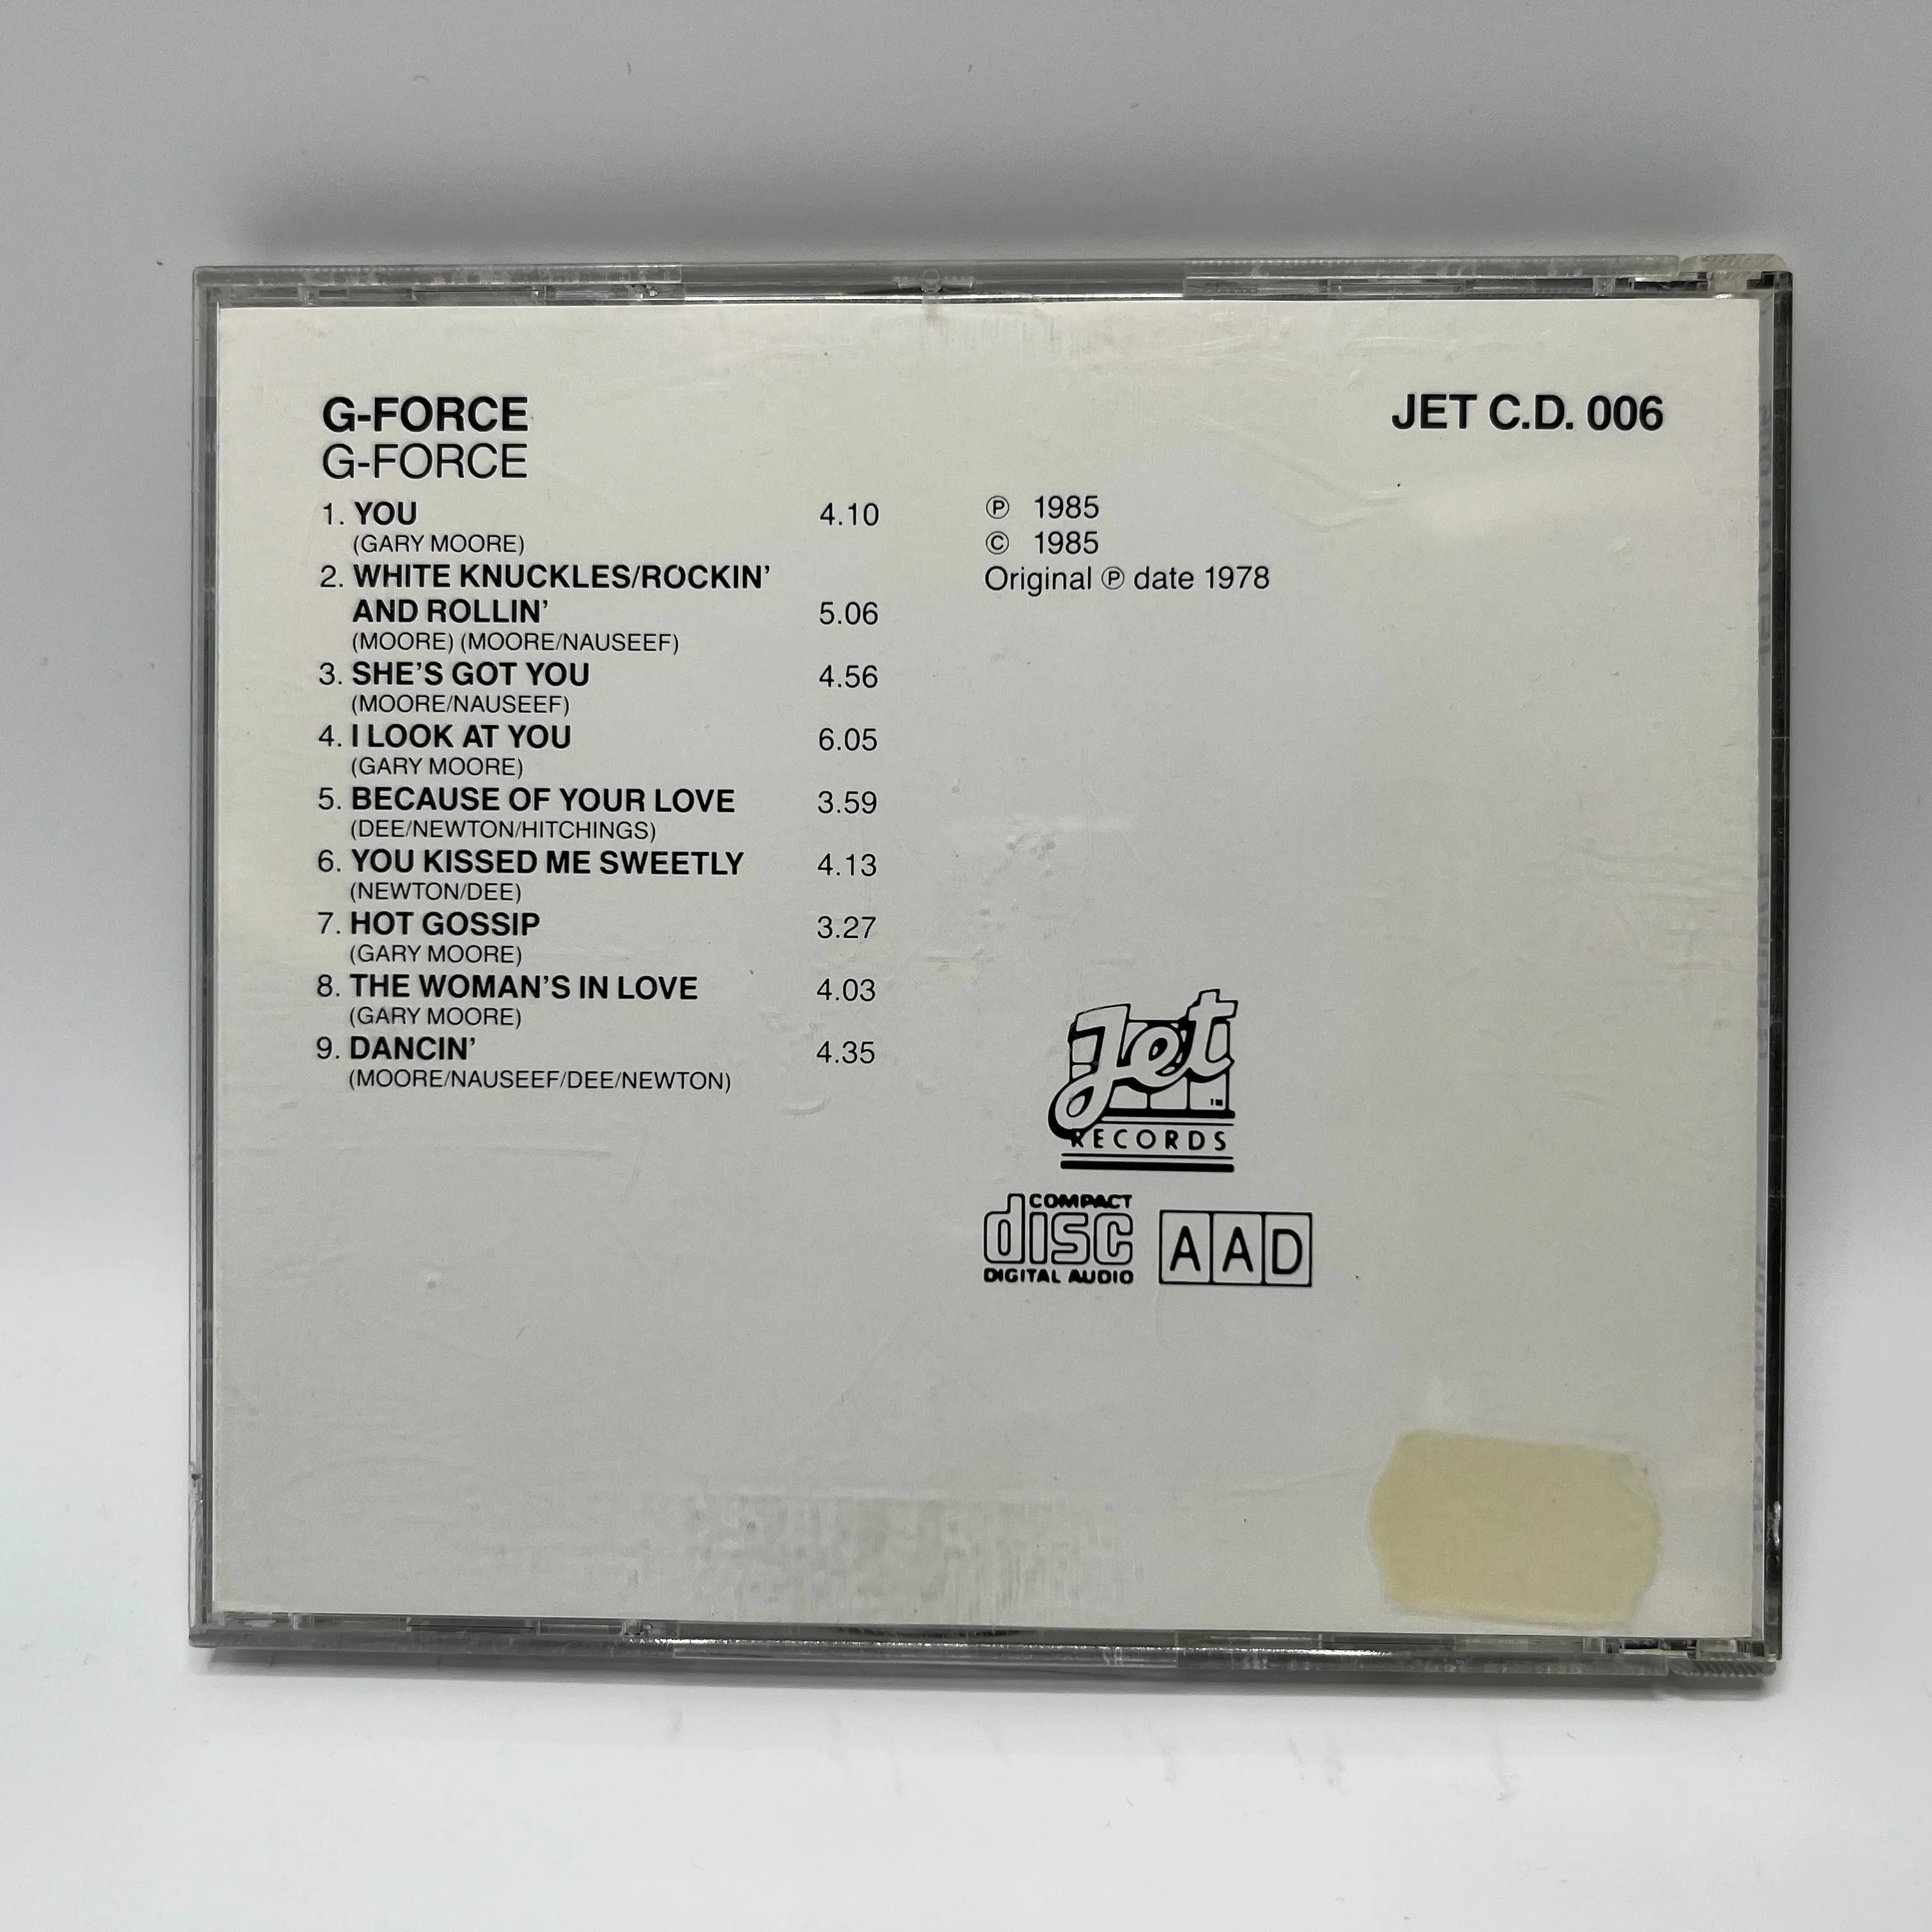 G-FORCE
G-FORCE
JET C.D. 006
1. YOU 4.10
(GARY MOORE)
2. WHITE KNUCKLES/ROCKIN'
AND ROLLIN' 5.06
(MOORE) (MOORE/NAUSEEF)
3. SHE'S GOT YOU 4.56
(MOORE/NAUSEEF)
4. I LOOK AT YOU 6.05
(GARY MOORE)
5. BECAUSE OF YOUR LOVE 3.59
(DEE/NEWTON/HITCHINGS)
6. YOU KISSED ME SWEETLY 4.13
(NEWTON/DEE)
7. HOT GOSSIP 3.27
(GARY MOORE)
8. THE WOMAN'S IN LOVE 4.03
(GARY MOORE)
9. DANCIN' 4.35
(MOORE/NAUSEEF/DEE/NEWTON)
℗ 1985
© 1985
Original ℗ date 1978
Jet
TM
RECORDS
COMPACT
disc
DIGITAL AUDIO
AAD